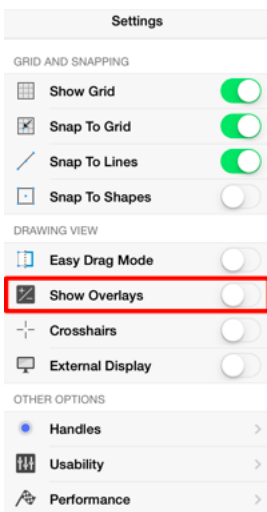 Settings
GRID AND SNAPPING
Show Grid
Snap To Grid
Snap To Lines
Snap To Shapes
DRAWING VIEW
Easy Drag Mode
Show Overlays
Crosshairs
External Display
OTHER OPTIONS
Handles
Usability
Performance